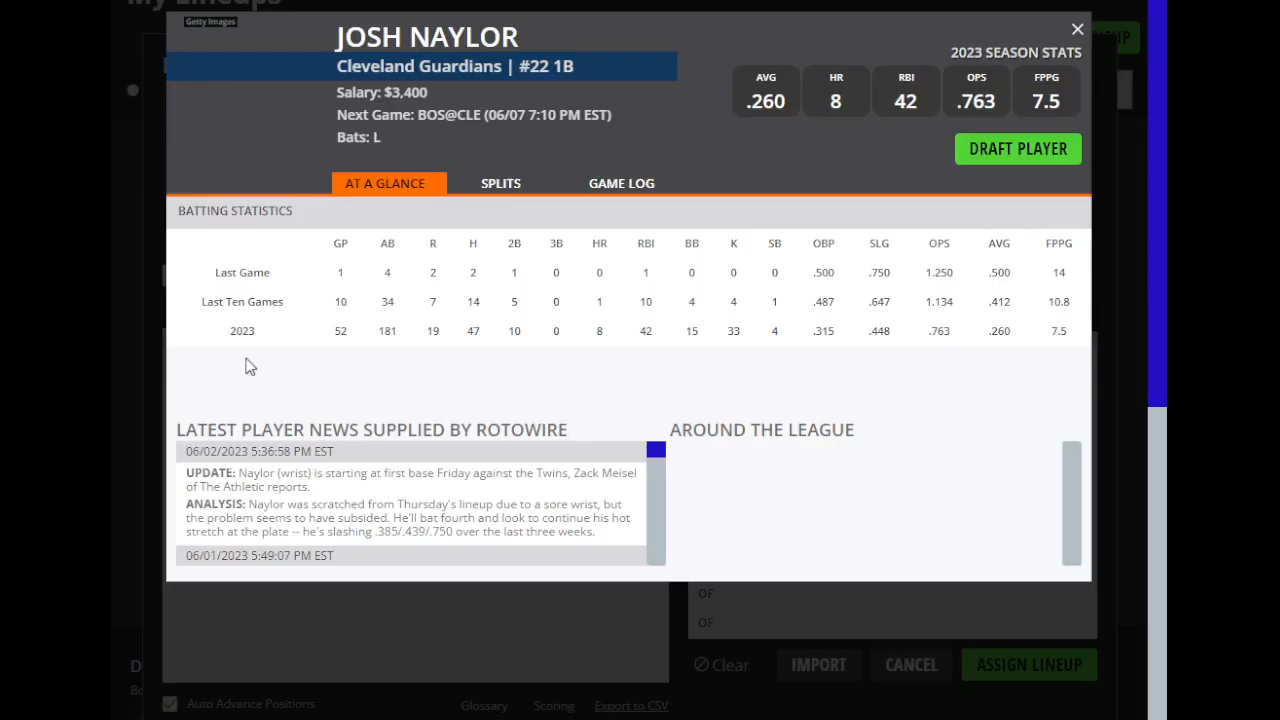 My Lineups
Getty Images
JOSH NAYLOR
Cleveland Guardians | #22 1B
Salary: $3,400
Next Game: BOS@CLE (06/07 7:10 PM EST)
Bats: L
2023 SEASON STATS
AVG HR RBI OPS FPPG
.260 8 42 .763 7.5
DRAFT PLAYER
AT A GLANCE SPLITS GAME LOG
BATTING STATISTICS
GP AB R H 2B 3B HR RBI BB K SB OBP SLG OPS AVG FPPG
Last Game 1 4 2 2 1 0 0 1 0 0 0 .500 .750 1.250 .500 14
Last Ten Games 10 34 7 14 5 0 1 10 4 4 1 .487 .647 1.134 .412 10.8
2023 52 181 19 47 10 0 8 42 15 33 4 .315 .448 .763 .260 7.5
LATEST PLAYER NEWS SUPPLIED BY ROTOWIRE
06/02/2023 5:36:58 PM EST
UPDATE: Naylor (wrist) is starting at first base Friday against the Twins, Zack Meisel
of The Athletic reports.
ANALYSIS: Naylor was scratched from Thursday's lineup due to a sore wrist, but
the problem seems to have subsided. He'll bat fourth and look to continue his hot
stretch at the plate -- he's slashing .385/.439/.750 over the last three weeks.
06/01/2023 5:49:07 PM EST
AROUND THE LEAGUE
OF
OF
Clear IMPORT CANCEL ASSIGN LINEUP
Auto Advance Positions Glossary Scoring Export to CSV